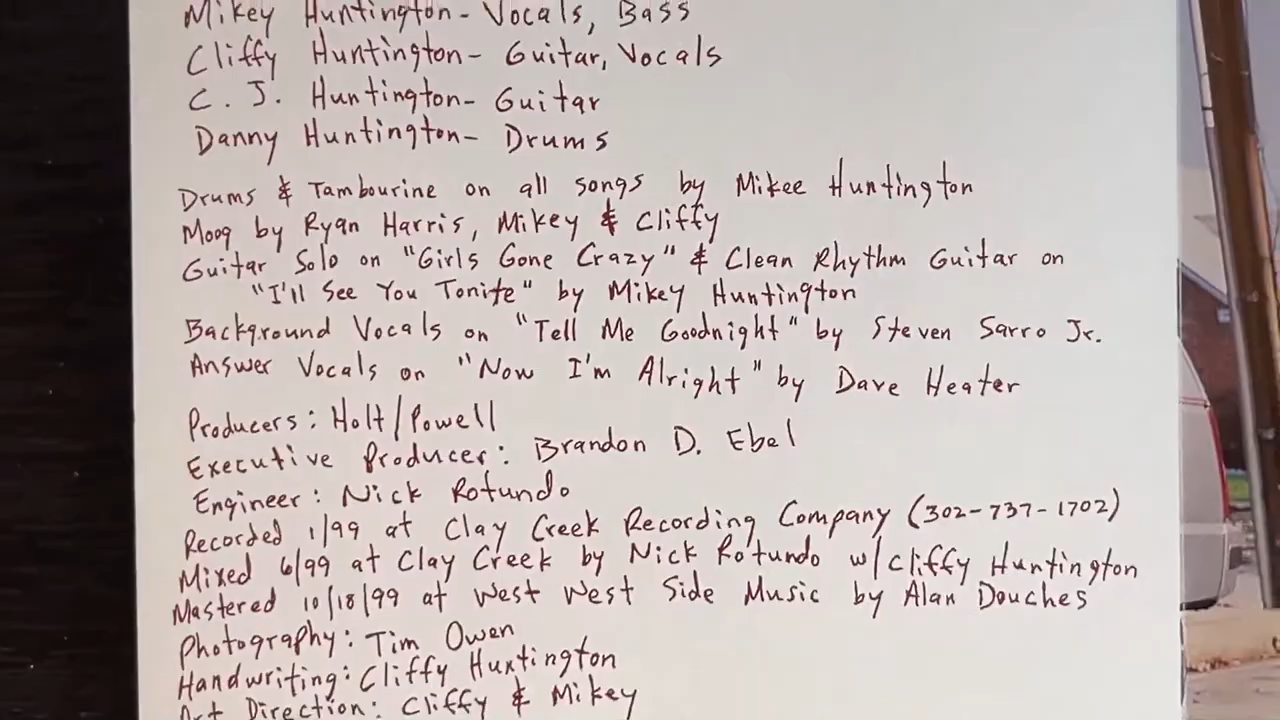 Mikey Huntington- Vocals, Bass
Cliffy Huntington- Guitar, Vocals
C. J. Huntington- Guitar
Danny Huntington- Drums
Drums & Tambourine on all songs by Mikee Huntington
Moog by Ryan Harris, Mikey & Cliffy
Guitar Solo on "Girls Gone Crazy" & Clean Rhythm Guitar on
"I'll See You Tonite" by Mikey Huntington
Background Vocals on "Tell Me Goodnight" by Steven Sarro Jr.
Answer Vocals on "Now I'm Alright" by Dave Heater
Producers: Holt/Powell
Executive Producer: Brandon D. Ebel
Engineer: Nick Rotundo
Recorded 1/99 at Clay Creek Recording Company (302-737-1702)
Mixed 6/99 at Clay Creek by Nick Rotundo w/Cliffy Huntington
Mastered 10/18/99 at West West Side Music by Alan Douches
Photography: Tim Owen
Handwriting: Cliffy Huntington
Art Direction: Cliffy & Mikey